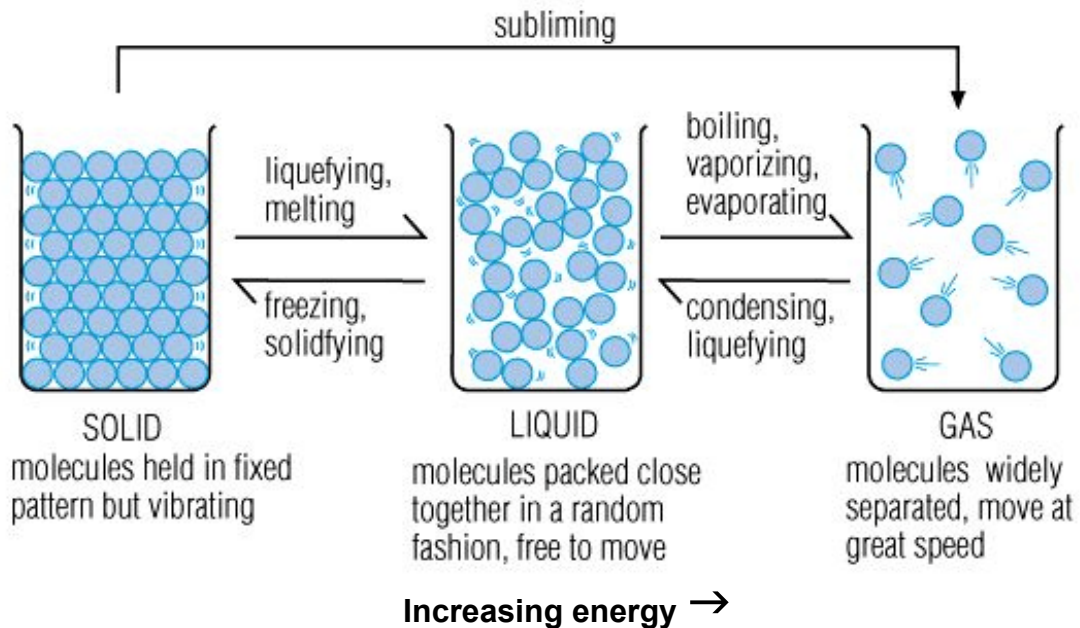 subliming
liquefying,
melting
freezing,
solidfying
boiling,
vaporizing,
evaporating
condensing,
liquefying
SOLID
molecules held in fixed
pattern but vibrating
LIQUID
molecules packed close
together in a random
fashion, free to move
GAS
molecules widely
separated, move at
great speed
Increasing energy →